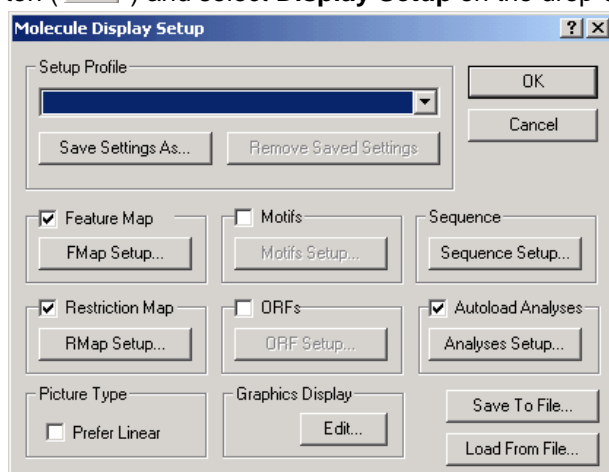 ) and select Display Setup on the drop-
Molecule Display Setup
Setup Profile
OK
Cancel
Save Settings As...
Remove Saved Settings
Feature Map
Motifs
Sequence
FMap Setup...
Motifs Setup...
Sequence Setup...
Restriction Map
ORFs
Autoload Analyses
RMap Setup...
ORF Setup...
Analyses Setup...
Picture Type
Graphics Display
Save To File...
Prefer Linear
Edit...
Load From File...